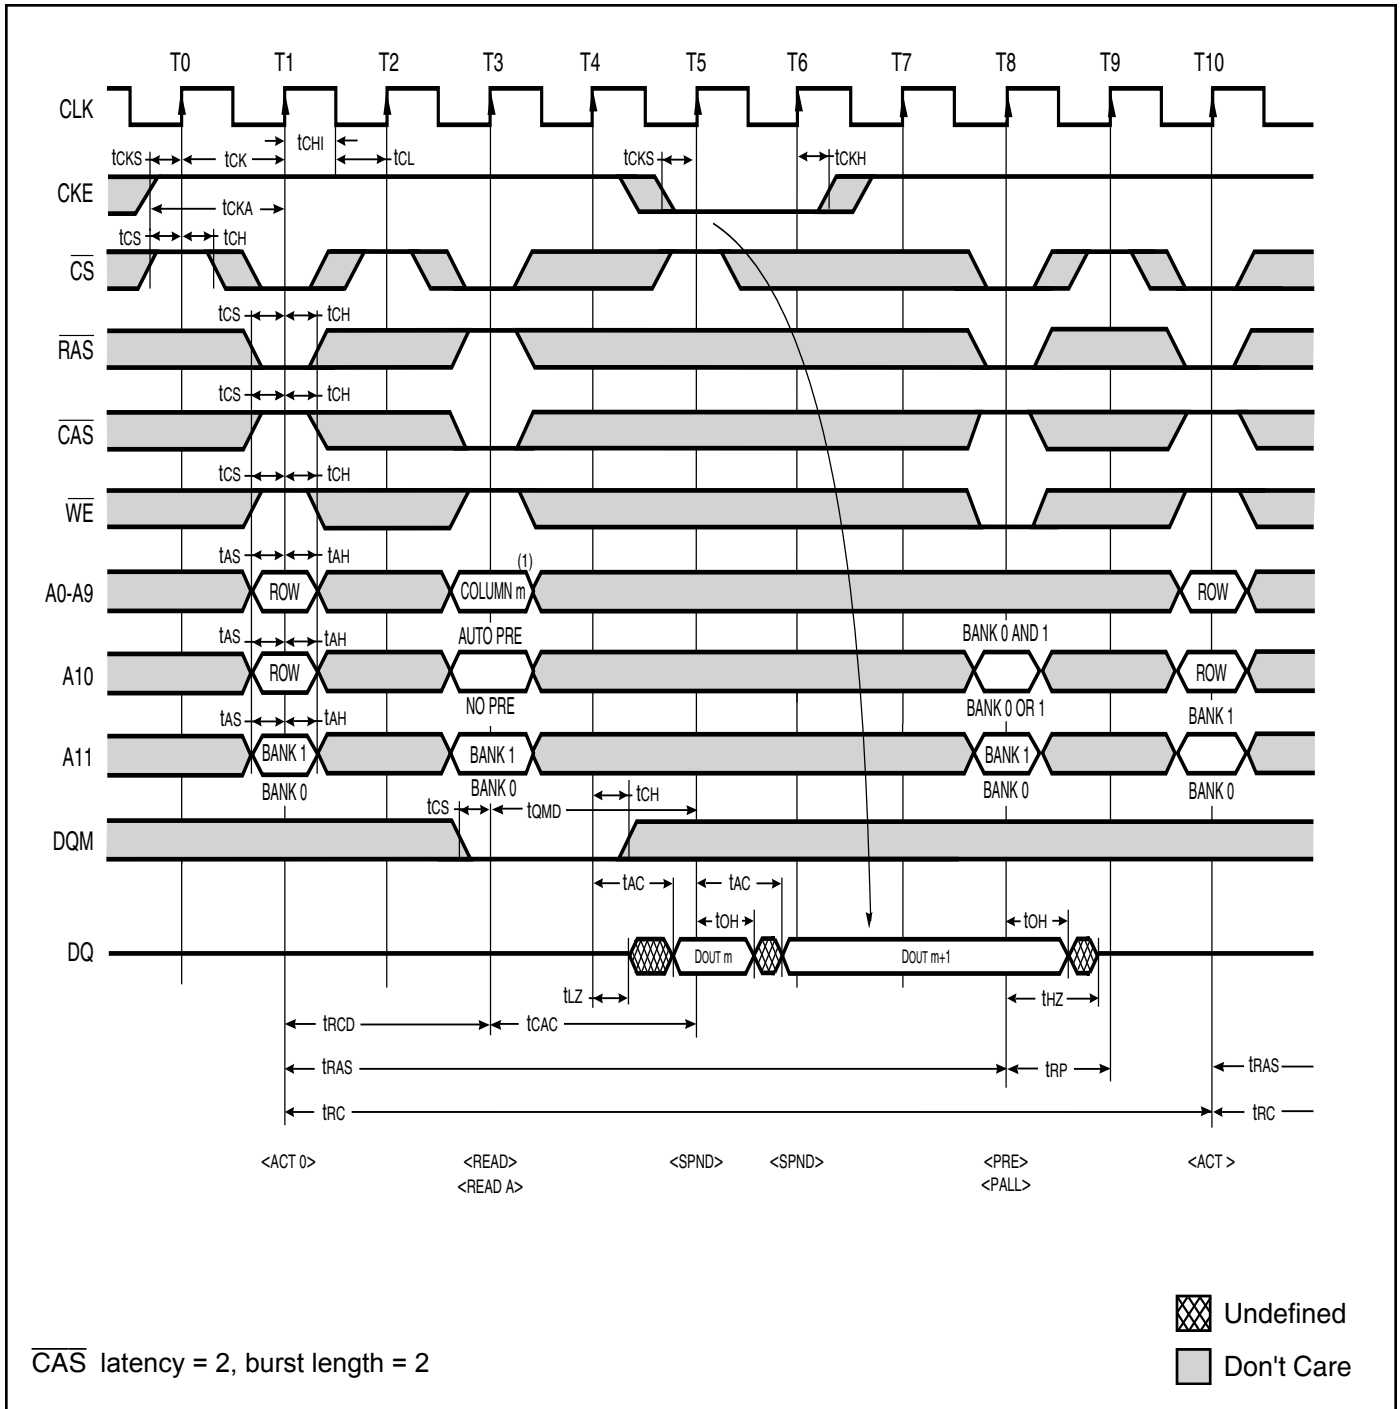 T0 T1 T2 T3 T4 T5 T6 T7 T8 T9 T10
CLK
tCHI
tCKS tCK tCL tCKS tCKH
CKE
tCKA
tCS tCH
CS
tCS tCH
RAS
tCS tCH
CAS
tCS tCH
WE
tAS tAH (1)
A0-A9 ROW COLUMN m ROW
tAS tAH AUTO PRE BANK 0 AND 1
A10 ROW ROW
NO PRE BANK 0 OR 1
tAS tAH BANK 1
A11 BANK 1 BANK 1 BANK 1
BANK 0 BANK 0 BANK 0 BANK 0
tCS tQMD tCH
DQM
tAC tAC
tOH tOH
DQ DOUT m DOUT m+1
tLZ tHZ
tRCD tCAC
tRAS tRP tRAS
tRC tRC
<ACT 0> <READ> <SPND> <SPND> <PRE> <ACT >
<READ A> <PALL>
Undefined
CAS latency = 2, burst length = 2
Don't Care